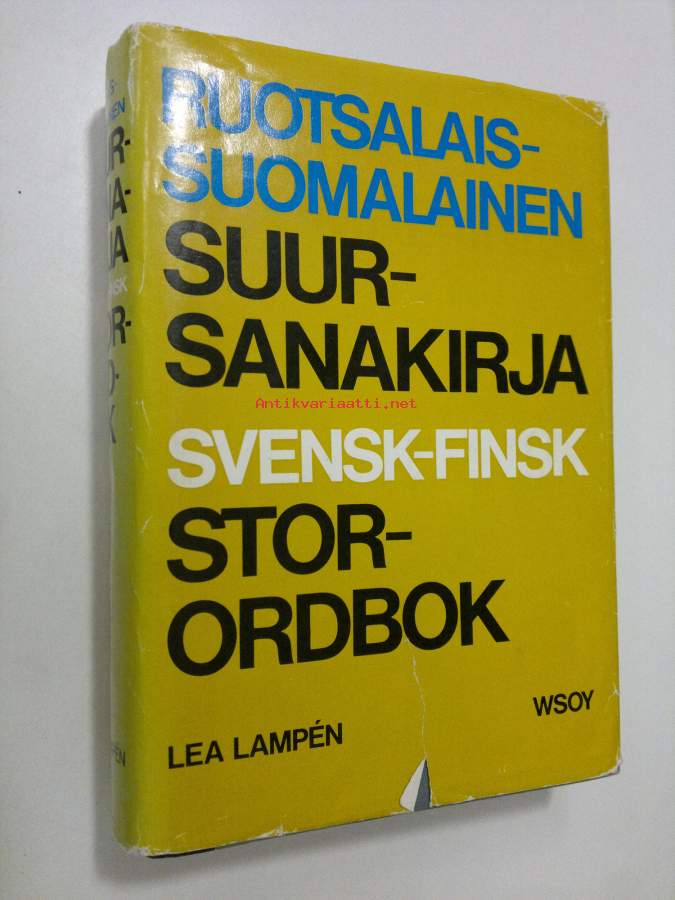 RUOTSALAIS-
SUOMALAINEN
SUUR-
SANAKIRJA
Antikvariaatti.net
SVENSK-FINSK
STOR-
ORDBOK
WSOY
LEA LAMPÉN